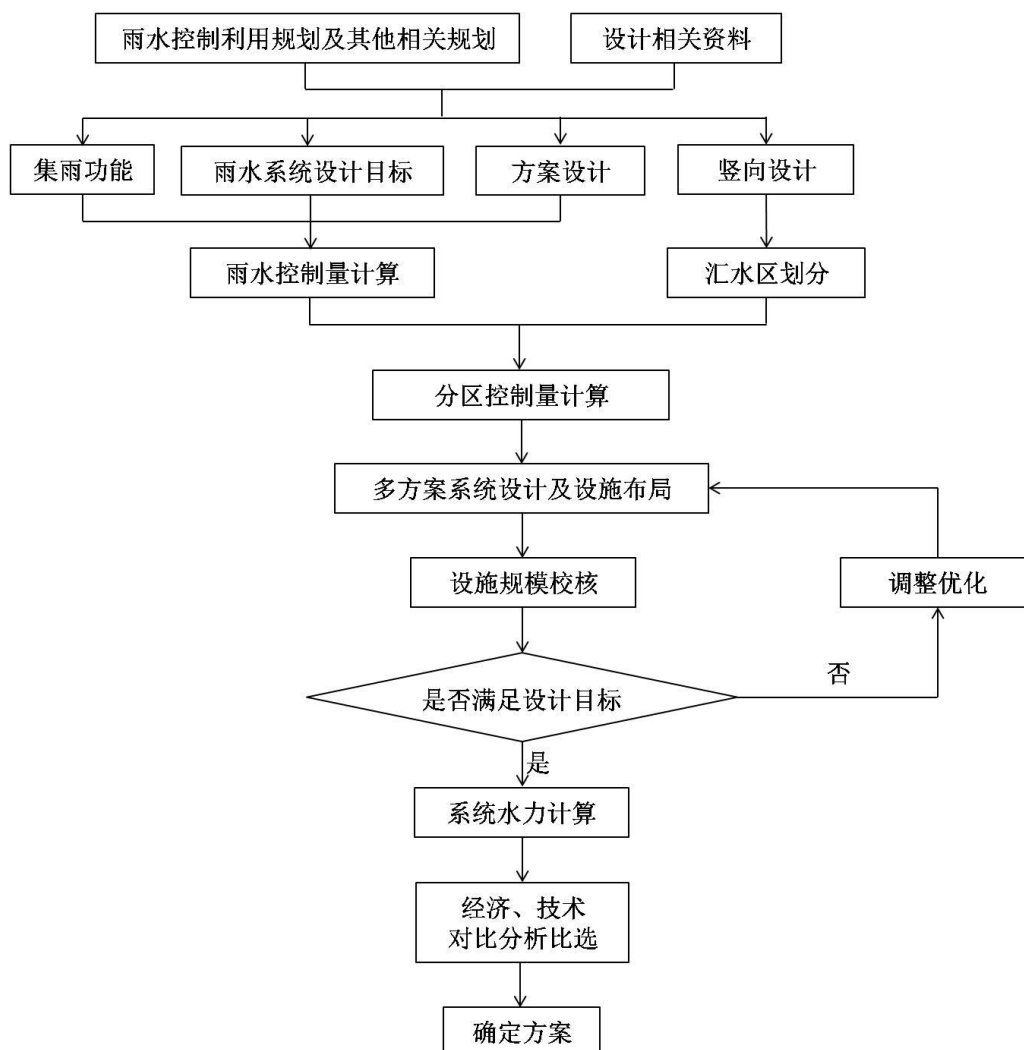 雨水控制利用规划及其他相关规划
设计相关资料
集雨功能
雨水系统设计目标
方案设计
竖向设计
雨水控制量计算
汇水区划分
分区控制量计算
多方案系统设计及设施布局
设施规模校核
调整优化
是否满足设计目标
否
是
系统水力计算
经济、技术
对比分析比选
确定方案